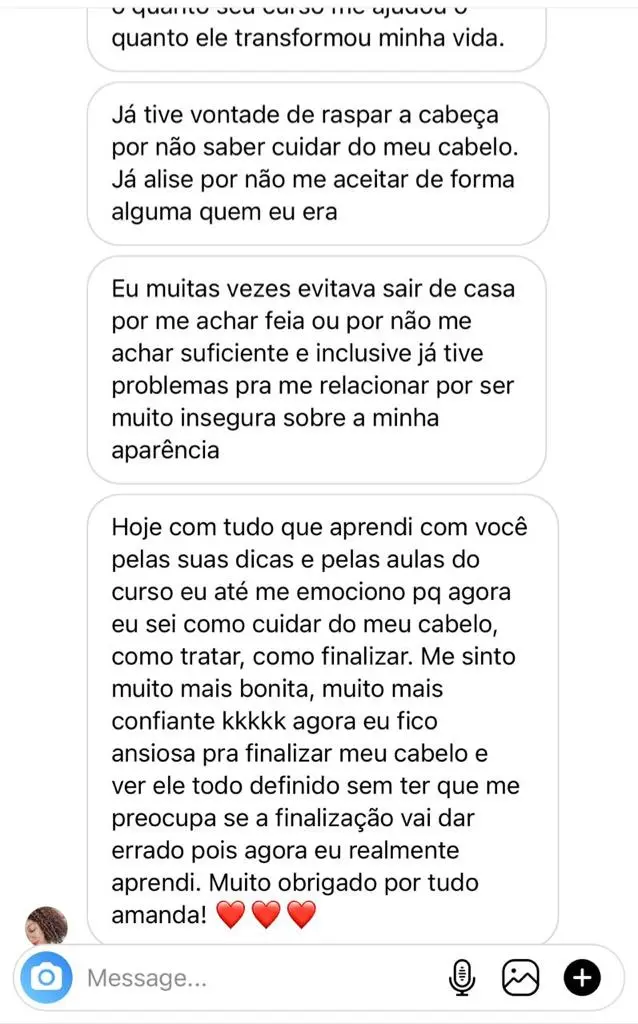 o quanto seu curso me ajudou o
quanto ele transformou minha vida.
Já tive vontade de raspar a cabeça
por não saber cuidar do meu cabelo.
Já alise por não me aceitar de forma
alguma quem eu era
Eu muitas vezes evitava sair de casa
por me achar feia ou por não me
achar suficiente e inclusive já tive
problemas pra me relacionar por ser
muito insegura sobre a minha
aparência
Hoje com tudo que aprendi com você
pelas suas dicas e pelas aulas do
curso eu até me emociono pq agora
eu sei como cuidar do meu cabelo,
como tratar, como finalizar. Me sinto
muito mais bonita, muito mais
confiante kkkkk agora eu fico
ansiosa pra finalizar meu cabelo e
ver ele todo definido sem ter que me
preocupa se a finalização vai dar
errado pois agora eu realmente
aprendi. Muito obrigado por tudo
amanda! ❤️❤️❤️
Message...